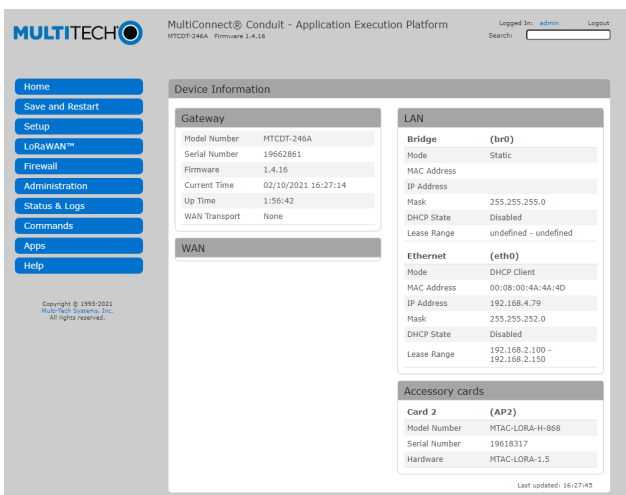 MULTITECH
MultiConnect® Conduit - Application Execution Platform
MTCDT-246A Firmware 1.4.16
Logged In: admin Logout
Search:
Home
Save and Restart
Setup
LoRaWAN™
Firewall
Administration
Status & Logs
Commands
Apps
Help
Copyright © 1995-2021
Multi-Tech Systems, Inc.
All rights reserved.
Device Information
Gateway
Model Number MTCDT-246A
Serial Number 19662861
Firmware 1.4.16
Current Time 02/10/2021 16:27:14
Up Time 1:56:42
WAN Transport None
WAN
LAN
Bridge (br0)
Mode Static
MAC Address
IP Address
Mask 255.255.255.0
DHCP State Disabled
Lease Range undefined - undefined
Ethernet (eth0)
Mode DHCP Client
MAC Address 00:08:00:4A:4A:4D
IP Address 192.168.4.79
Mask 255.255.252.0
DHCP State Disabled
Lease Range 192.168.2.100 -
192.168.2.150
Accessory cards
Card 2 (AP2)
Model Number MTAC-LORA-H-868
Serial Number 19618317
Hardware MTAC-LORA-1.5
Last updated: 16:27:45